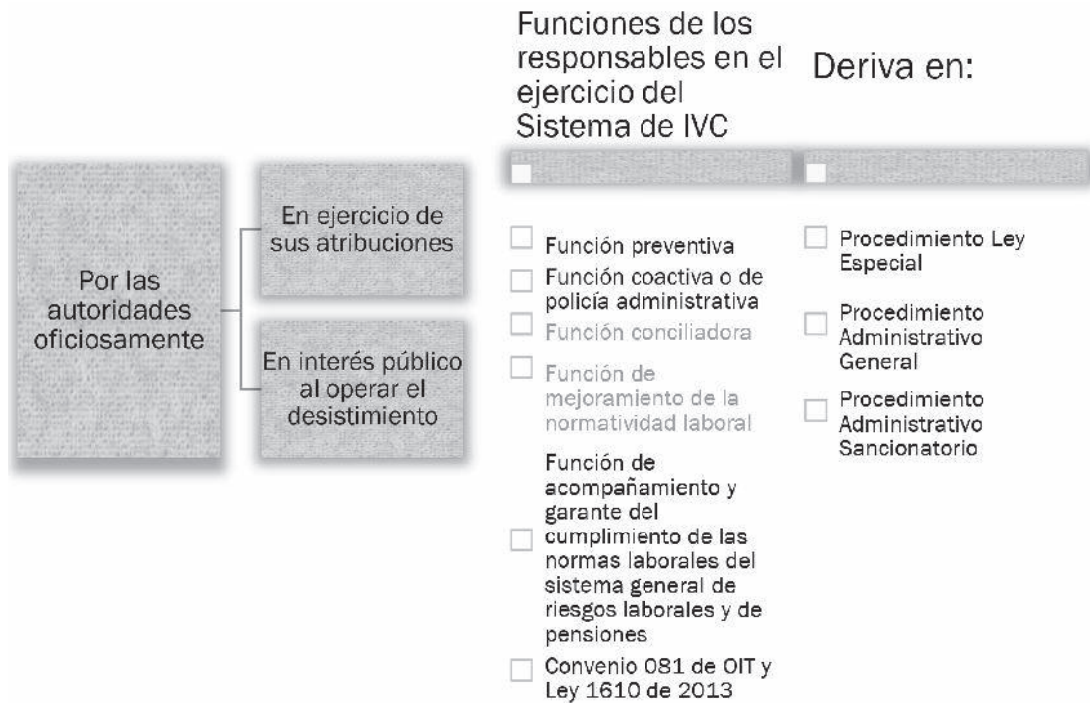 Por las
autoridades
oficiosamente
En ejercicio de
sus atribuciones
En interés público
al operar el
desistimiento
Funciones de los
responsables en el
ejercicio del
Sistema de IVC
Función preventiva
Función coactiva o de
policía administrativa
Función conciliadora
Función de
mejoramiento de la
normatividad laboral
Función de
acompañamiento y
garante del
cumplimiento de las
normas laborales del
sistema general de
riesgos laborales y de
pensiones
Convenio 081 de OIT y
Ley 1610 de 2013
Deriva en:
Procedimiento Ley
Especial
Procedimiento
Administrativo
General
Procedimiento
Administrativo
Sancionatorio